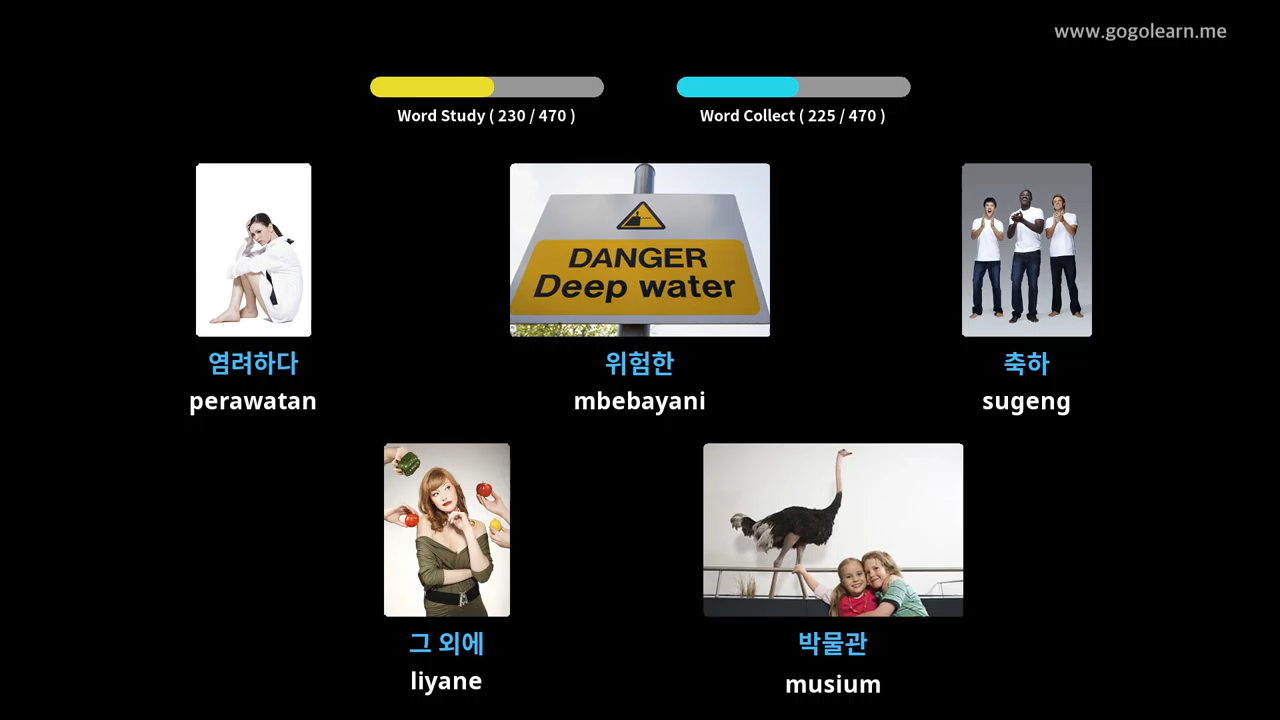 www.gogolearn.me
Word Study ( 230 / 470 )
Word Collect ( 225 / 470 )
DANGER
Deep water
염려하다
위험한
축하
perawatan
mbebayani
sugeng
그 외에
박물관
liyane
musium